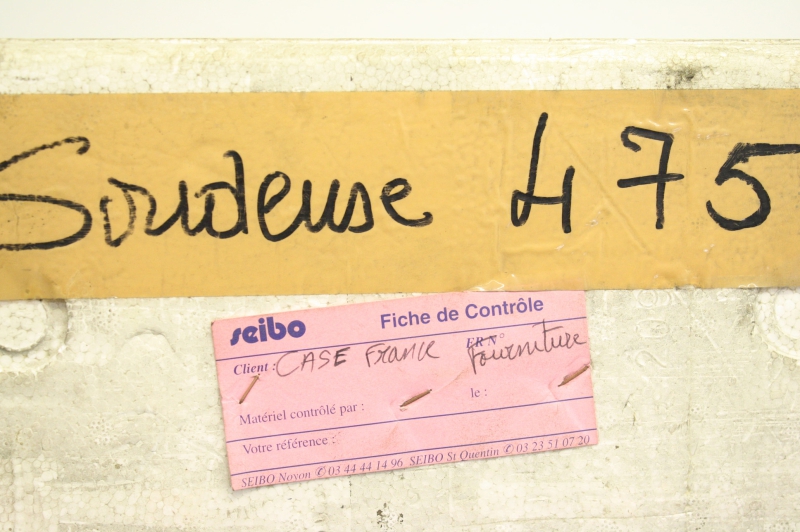 Soudeuse 475
seibo Fiche de Contrôle
Client : CASE France ER N° Fourniture
Matériel contrôlé par : le :
Votre référence :
SEIBO Noyon ✆ 03 44 44 14 96 SEIBO St Quentin ✆ 03 23 51 07 20